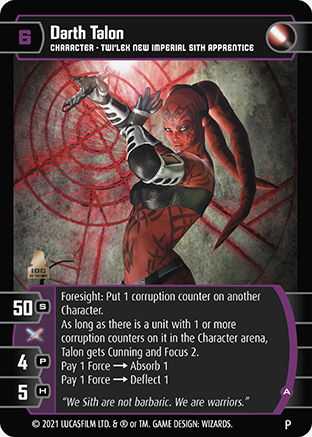 6
Darth Talon
CHARACTER - TWI'LEK NEW IMPERIAL SITH APPRENTICE
IDG
50 S
4 P
5 H
Foresight: Put 1 corruption counter on another
Character.
As long as there is a unit with 1 or more
corruption counters on it in the Character arena,
Talon gets Cunning and Focus 2.
Pay 1 Force → Absorb 1
Pay 1 Force → Deflect 1
"We Sith are not barbaric. We are warriors."
A
© 2021 LUCASFILM LTD. & ® or TM. GAME DESIGN: WIZARDS.
P